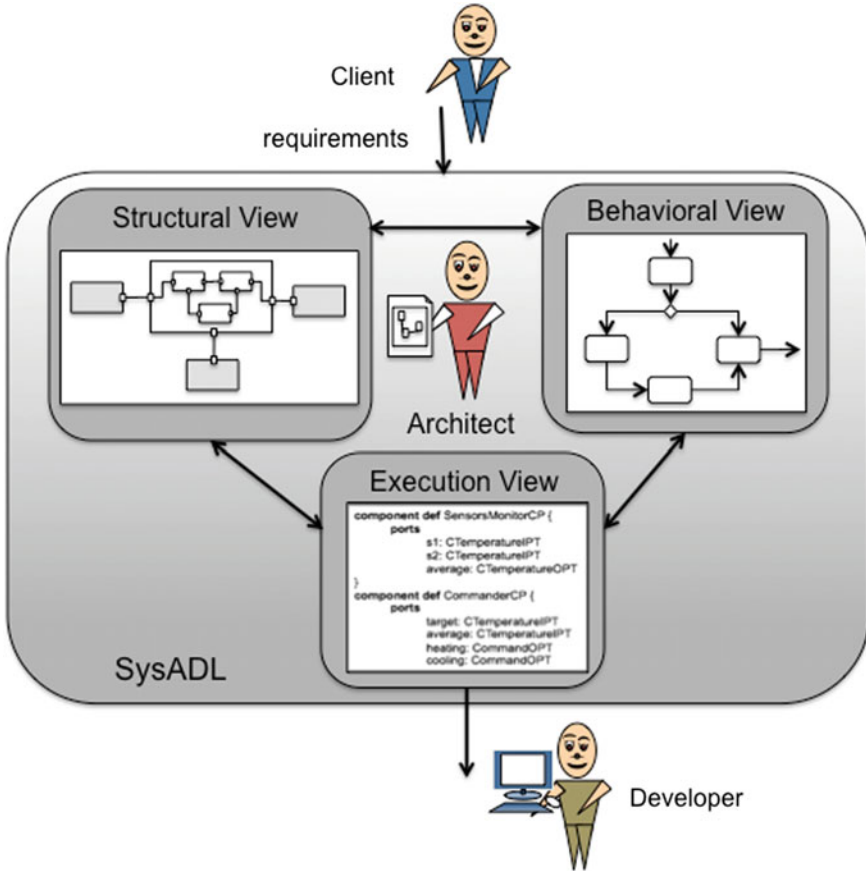 Client
requirements
Structural View
Behavioral View
Architect
Execution View
component def SensorsMonitorCP {
ports
s1: CTemperatureIPT
s2: CTemperatureIPT
average: CTemperatureOPT
}
component def CommanderCP {
ports
target: CTemperatureIPT
average: CTemperatureIPT
heating: CommandOPT
cooling: CommandOPT
SysADL
Developer